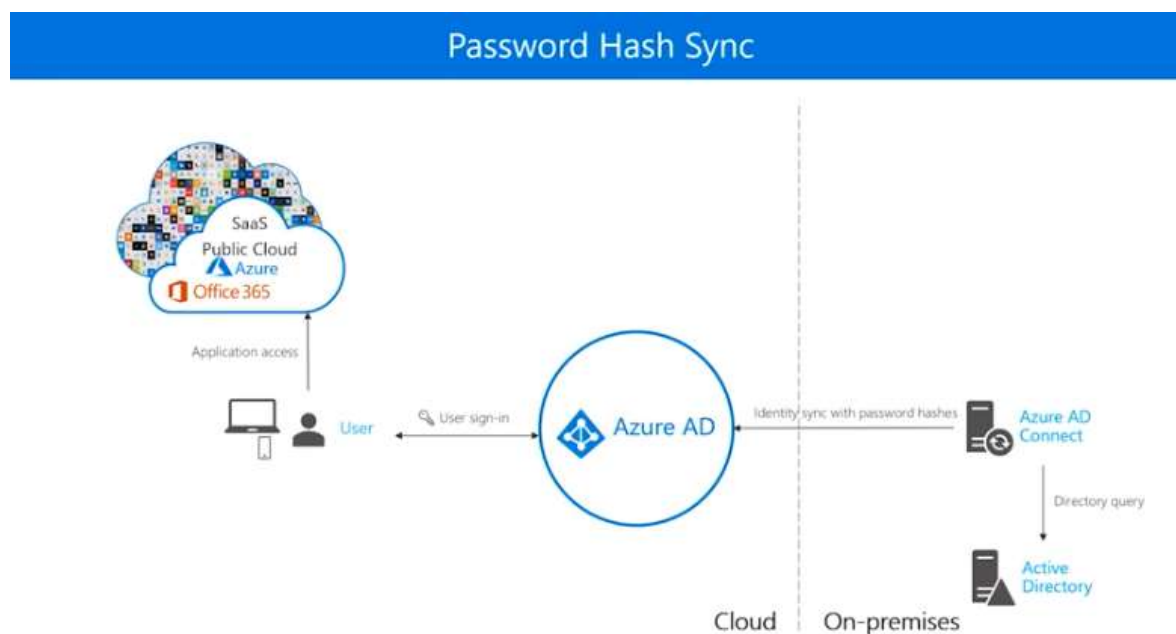 Password Hash Sync
SaaS
Public Cloud
Azure
Office 365
Application access
User
User sign-in
Azure AD
Identity sync with password hashes
Azure AD
Connect
Directory query
Active
Directory
Cloud
On-premises